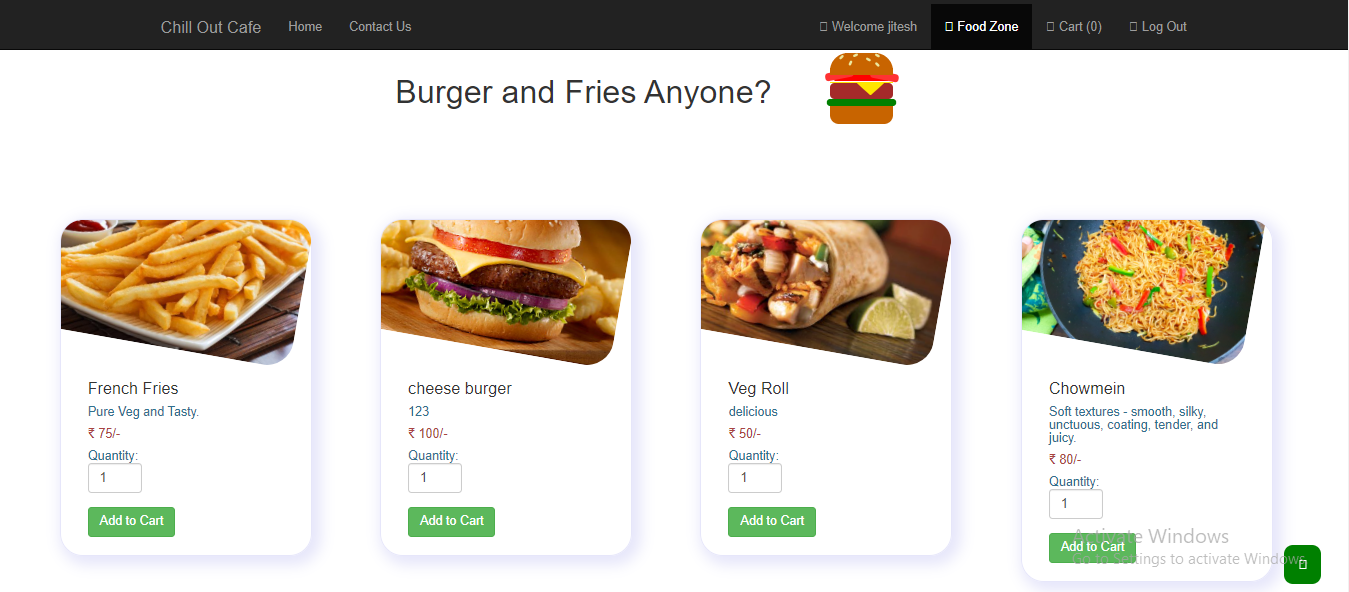 Chill Out Cafe Home Contact Us Welcome jitesh Food Zone Cart (0) Log Out
Burger and Fries Anyone?
French Fries
Pure Veg and Tasty.
₹ 75/-
Quantity:
1
Add to Cart
cheese burger
123
₹ 100/-
Quantity:
1
Add to Cart
Veg Roll
delicious
₹ 50/-
Quantity:
1
Add to Cart
Chowmein
Soft textures - smooth, silky,
unctuous, coating, tender, and
juicy.
₹ 80/-
Quantity:
1
Add to Cart
Activate Windows
Go to Settings to activate Windows.